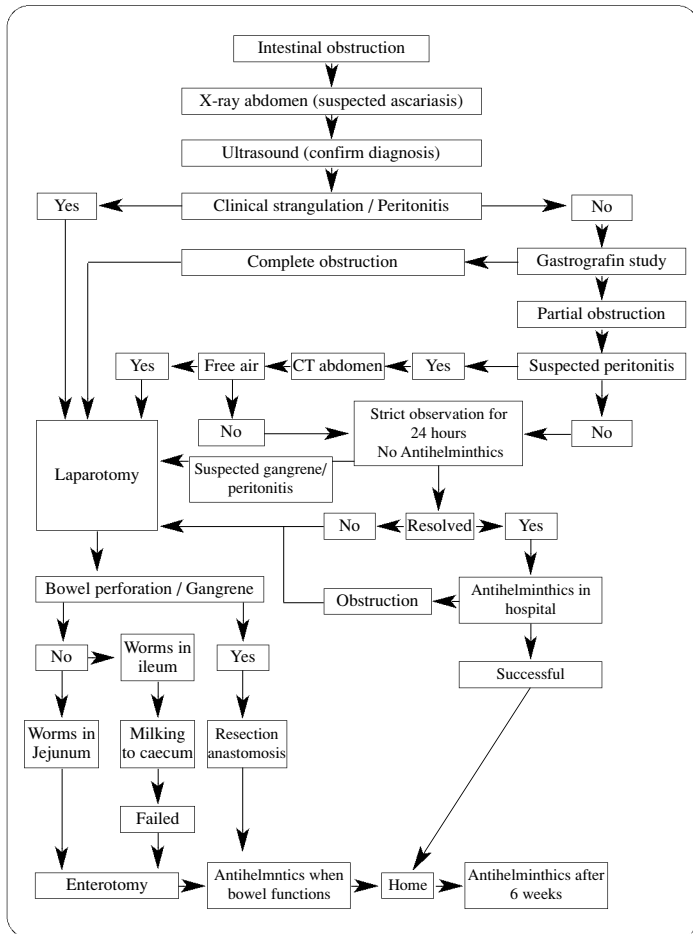 Intestinal obstruction
X-ray abdomen (suspected ascariasis)
Ultrasound (confirm diagnosis)
Yes
Clinical strangulation / Peritonitis
No
Complete obstruction
Gastrografin study
Partial obstruction
Yes
Free air
CT abdomen
Yes
Suspected peritonitis
No
Strict observation for
24 hours
No Antihelminthics
No
Laparotomy
Suspected gangrene/
peritonitis
No
Resolved
Yes
Bowel perforation / Gangrene
Obstruction
Antihelminthics in
hospital
No
Worms in
ileum
Yes
Successful
Worms in
Jejunum
Milking
to caecum
Resection
anastomosis
Failed
Enterotomy
Antihelmntics when
bowel functions
Home
Antihelminthics after
6 weeks